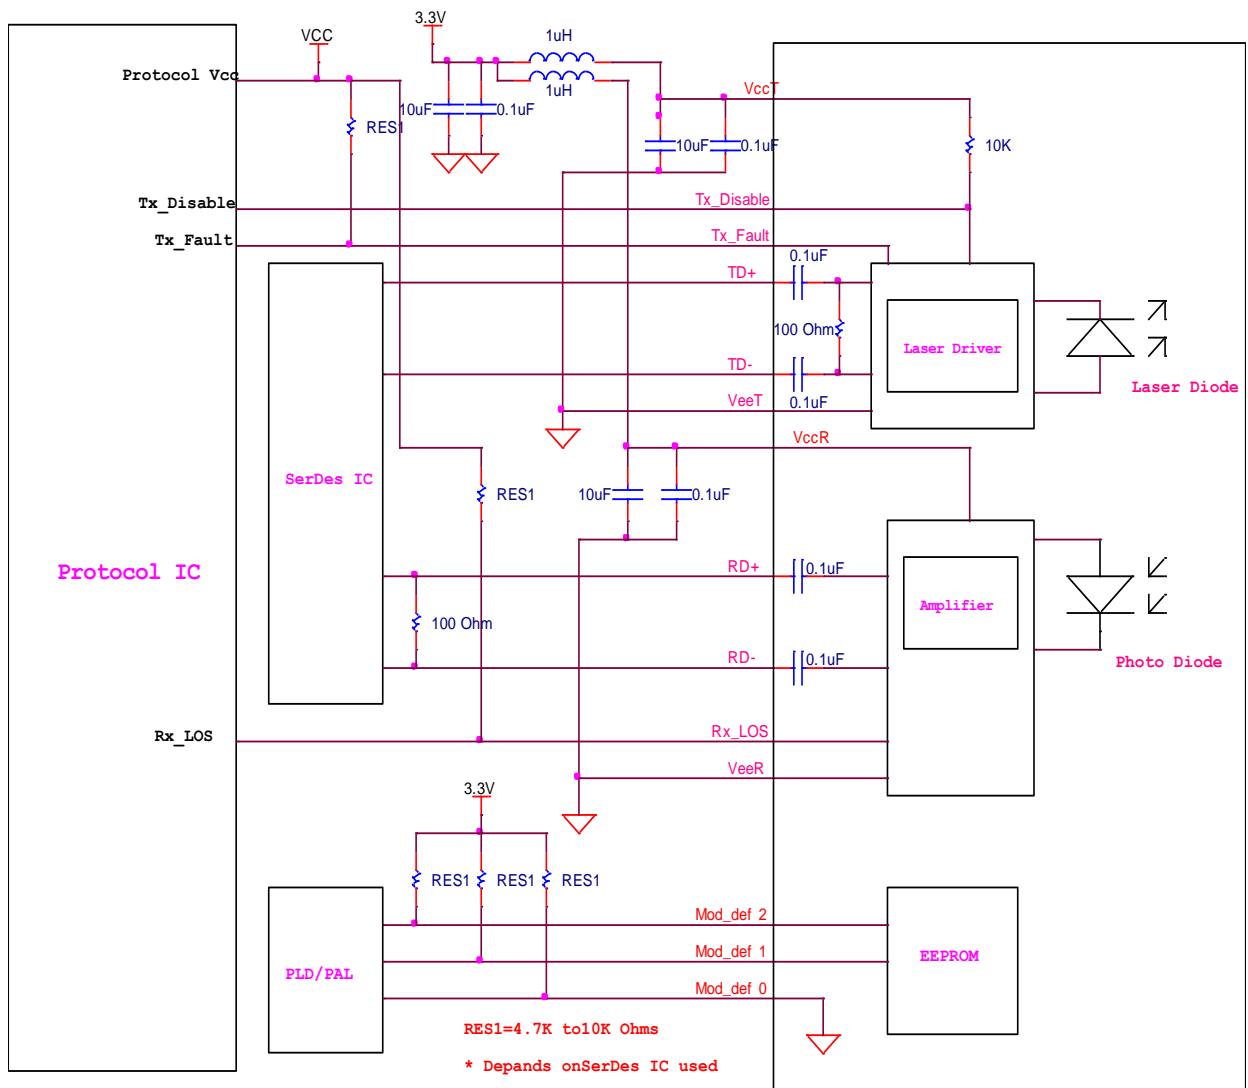 3.3V
VCC
1uH
Protocol Vcc
1uH
VccT
10uF
0.1uF
RES1
10uF
0.1uF
10K
Tx_Disable
Tx_Disable
Tx_Fault
Tx_Fault
0.1uF
TD+
100 Ohm
Laser Driver
TD-
Laser Diode
VeeT
0.1uF
VccR
SerDes IC
RES1
10uF
0.1uF
Protocol IC
RD+
0.1uF
Amplifier
100 Ohm
RD-
0.1uF
Photo Diode
Rx_LOS
Rx_LOS
VeeR
3.3V
RES1
RES1
RES1
Mod_def 2
Mod_def 1
EEPROM
PLD/PAL
Mod_def 0
RES1=4.7K to10K Ohms
* Depands onSerDes IC used